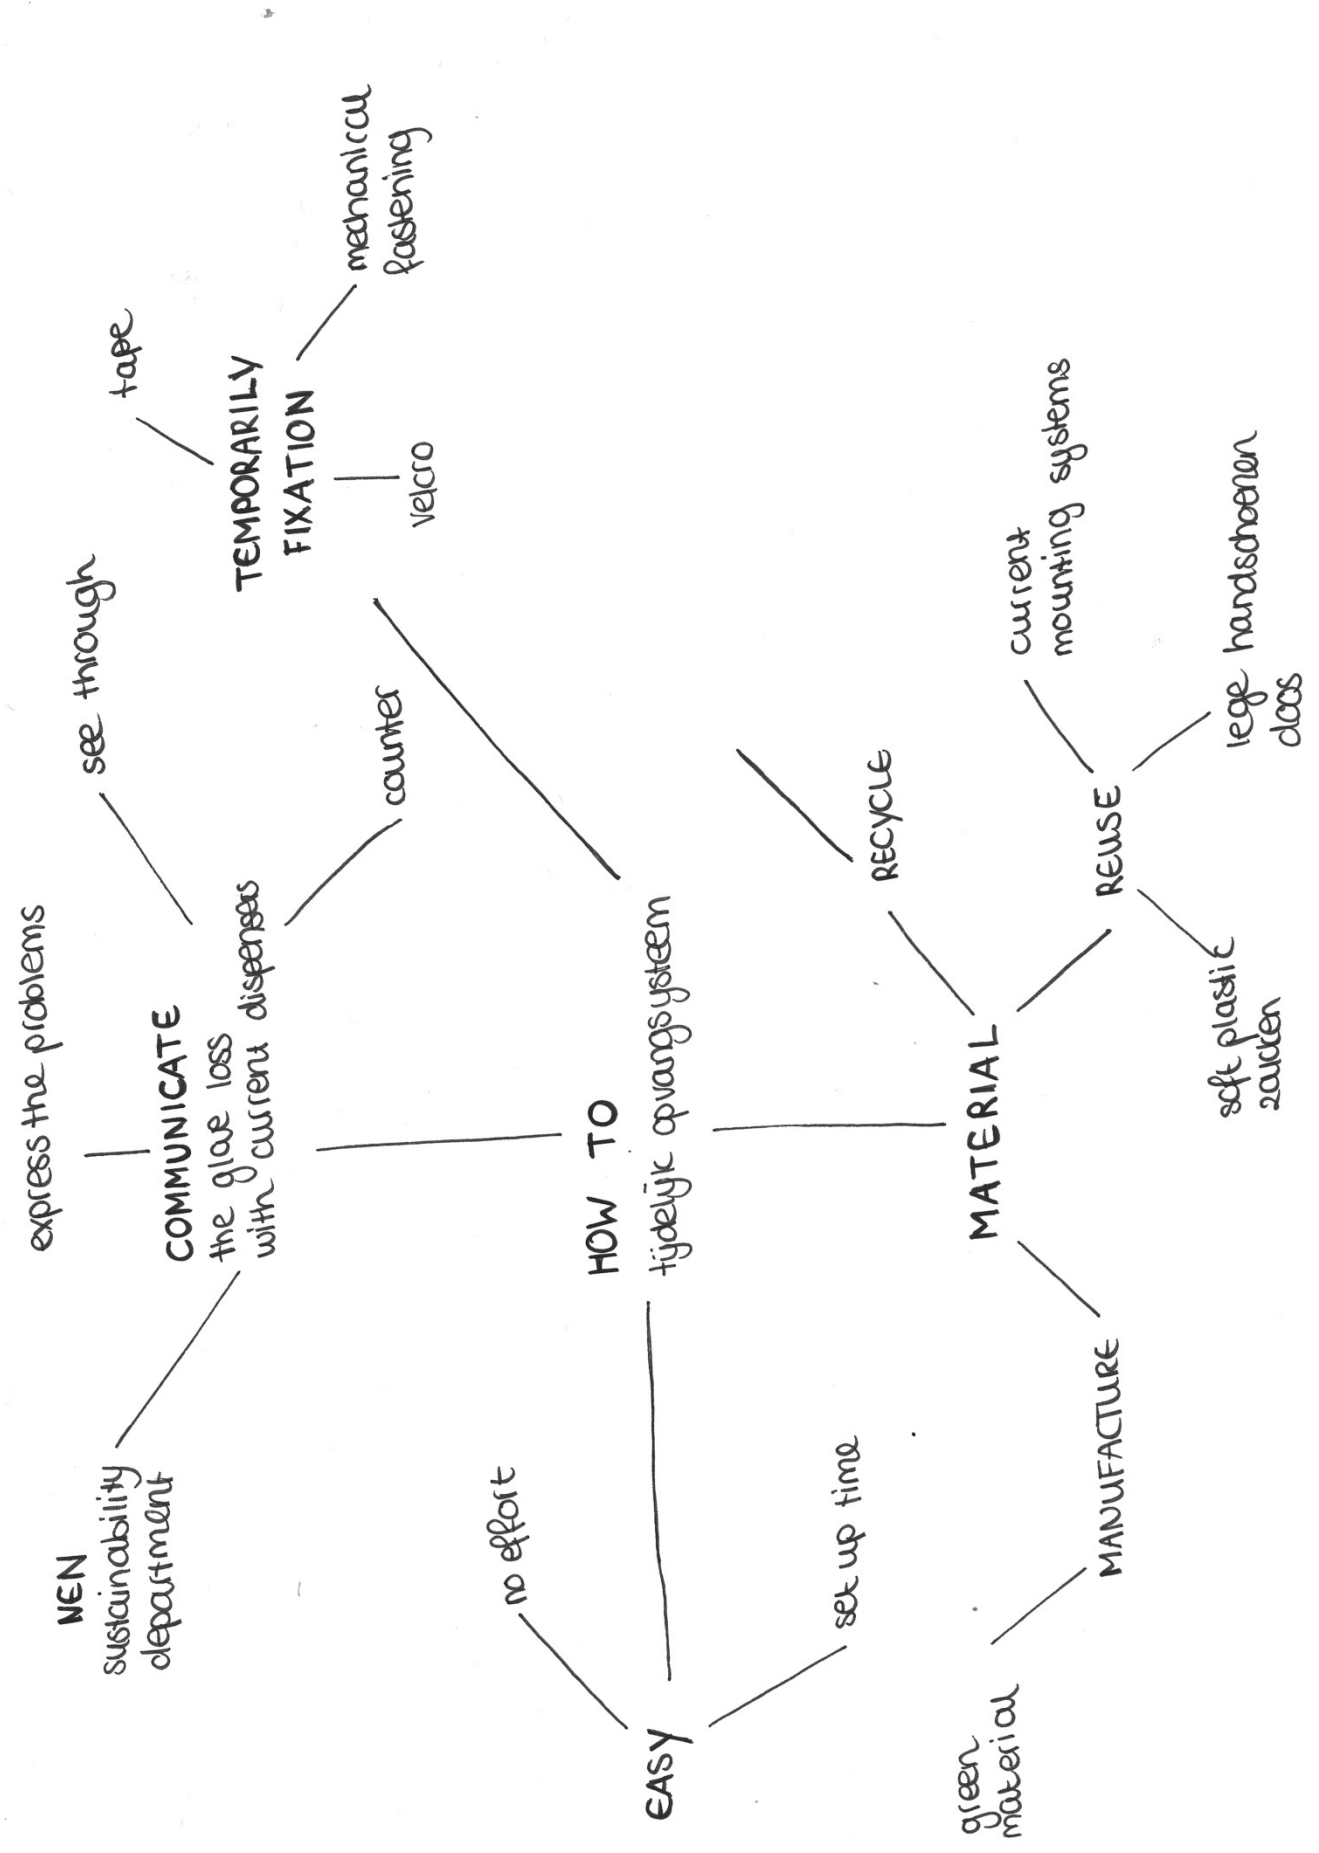 express the problems
NEN
sustainability
department
COMMUNICATE
the glove loss
with current dispensers
see through
counter
tape
TEMPORARILY
FIXATION
mechanical
fastening
velcro
HOW TO
tijdelijk opvangsysteem
EASY
no effort
set up time
MATERIAL
RECYCLE
REUSE
current
mounting systems
lege handschoenen
doos
soft plastic
zakken
MANUFACTURE
green
material